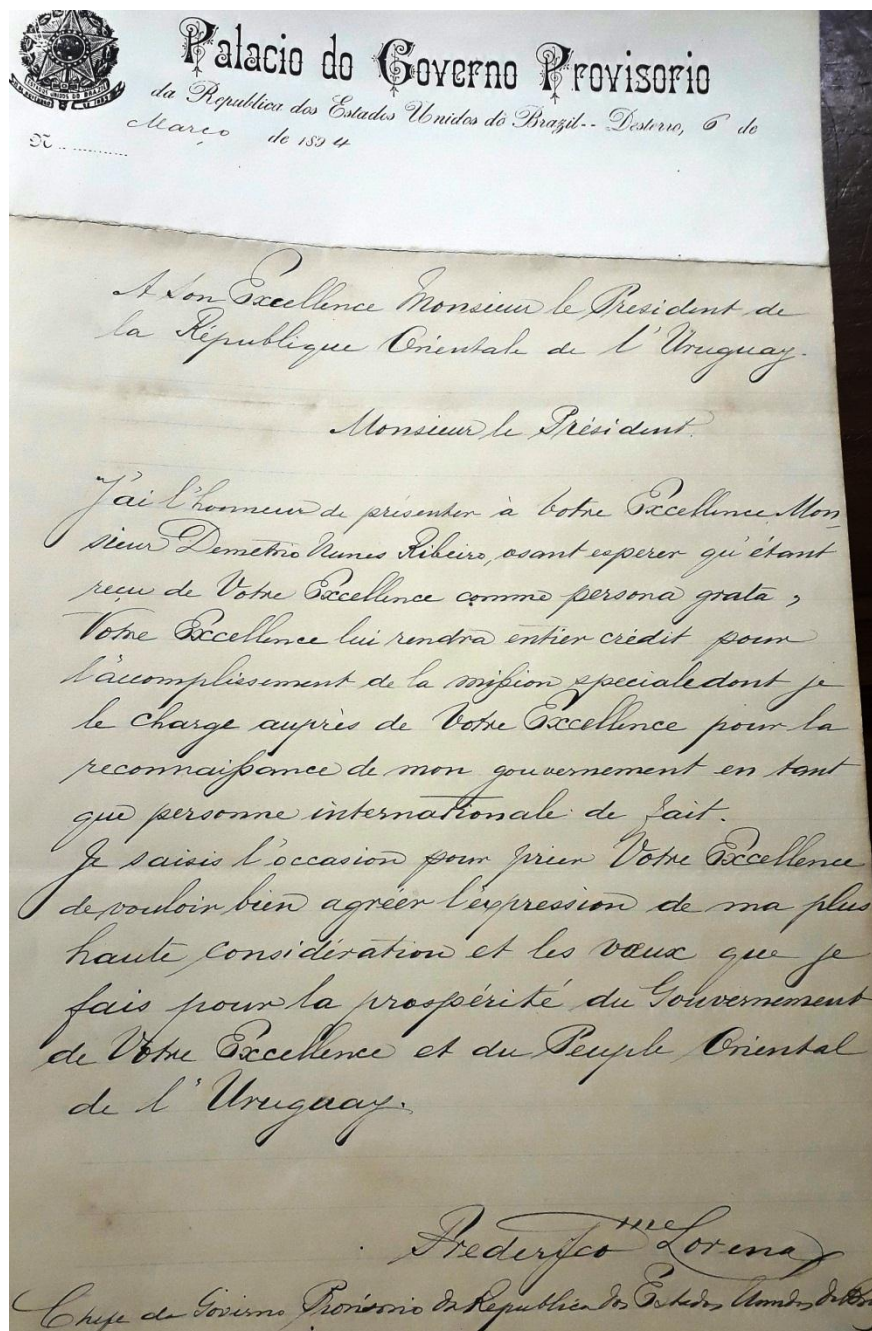 Palacio do Governo Provisorio
da Republica dos Estados Unidos do Brazil-- Desterro, 6 de
Março de 1894
N
A Son Excellence Monsieur le President de
la République Orientale de l'Uruguay.
Monsieur le Président.
J'ai l'honneur de présenter à Votre Excellence Mon-
sieur Demetrio Nunes Ribeiro, osant esperer qu'étant
reçu de Votre Excellence comme persona grata,
Votre Excellence lui rendra entier crédit pour
l'accomplissement de la mission speciale dont je
le charge auprès de Votre Excellence pour la
reconnaissance de mon gouvernement en tant
que personne internationale de fait.
Je saisis l'occasion pour prier Votre Excellence
de vouloir bien agréer l'expression de ma plus
haute considération et les vœux que je
fais pour la prospérité du Gouvernement
de Votre Excellence et du Peuple Oriental
de l'Uruguay.
Frederico Lorena
Chefe do Governo Provisorio da Republica dos Estados Unidos do